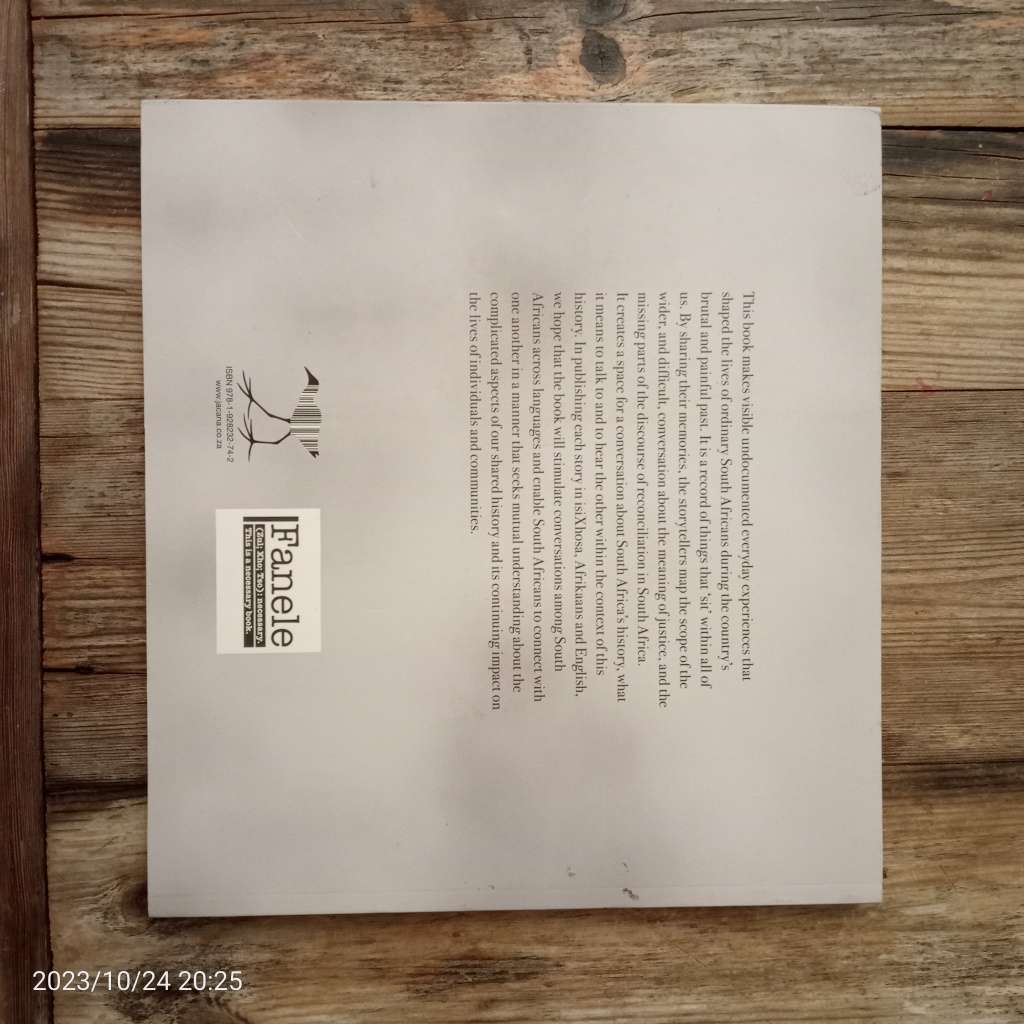 This book makes visible undocumented everyday experiences that
shaped the lives of ordinary South Africans during the country's
brutal and painful past. It is a record of things that 'sit' within all of
us. By sharing their memories, the storytellers map the scope of the
wider, and difficult, conversation about the meaning of justice, and the
missing parts of the discourse of reconciliation in South Africa.
It creates a space for a conversation about South Africa's history, what
it means to talk to and to hear the other within the context of this
history. In publishing each story in isiXhosa, Afrikaans and English,
we hope that the book will stimulate conversations among South
Africans across languages and enable South Africans to connect with
one another in a manner that seeks mutual understanding about the
complicated aspects of our shared history and its continuing impact on
the lives of individuals and communities.
ISBN 978-1-928232-74-2
www.jacana.co.za
Fanele
(Zul; Xho; Tso): necessary.
This is a necessary book.
2023/10/24 20:25